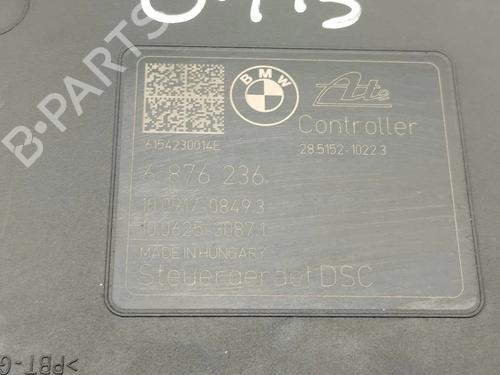 BMW
Ate
Controller
6154230014E
28.5152-1022.3
6 876 236
10.0917-0849.3
10.0625-3087.1
MADE IN HUNGARY
Steuergeraet DSC
>PBT-G
B-PARTS